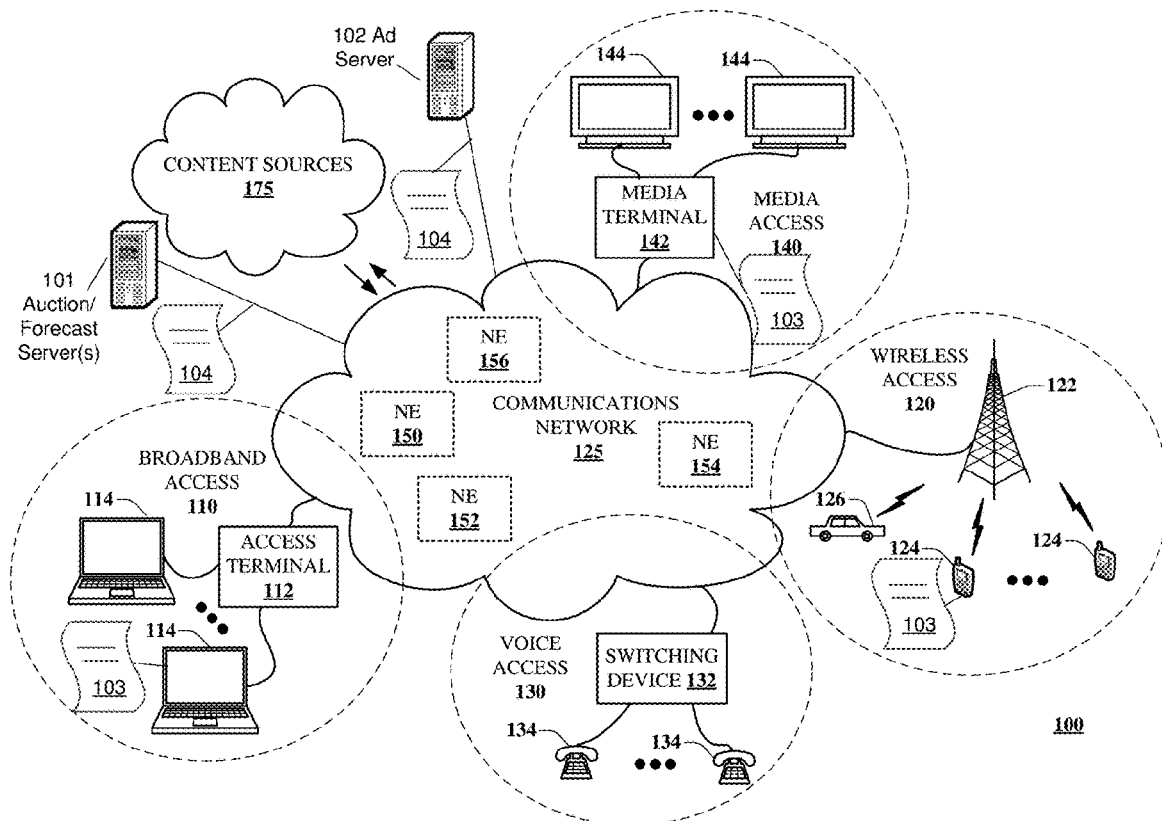 102 Ad
Server
144
144
CONTENT SOURCES
175
104
MEDIA
TERMINAL
142
MEDIA
ACCESS
140
103
101
Auction/
Forecast
Server(s)
104
NE
156
NE
150
COMMUNICATIONS
NETWORK
125
NE
154
NE
152
WIRELESS
ACCESS
120
122
126
124
124
103
BROADBAND
ACCESS
110
114
ACCESS
TERMINAL
112
114
103
VOICE
ACCESS
130
SWITCHING
DEVICE 132
134
134
100